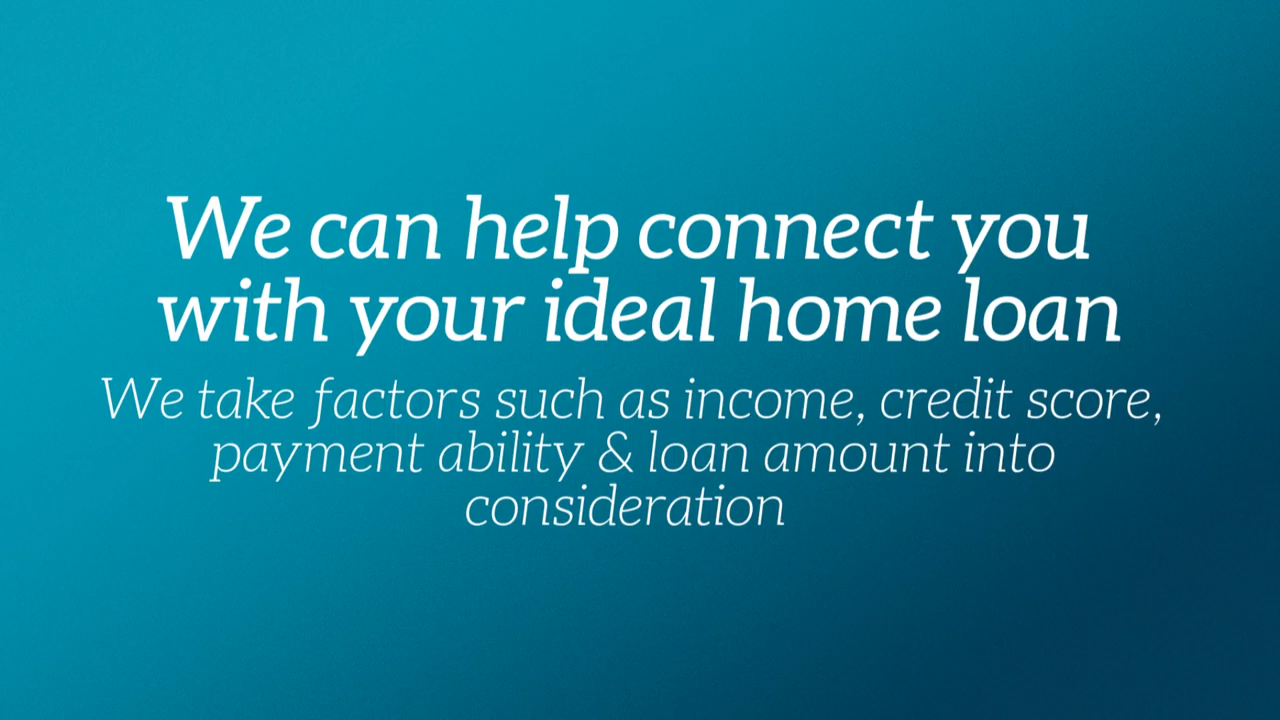 We can help connect you
with your ideal home loan
We take factors such as income, credit score,
payment ability & loan amount into
consideration